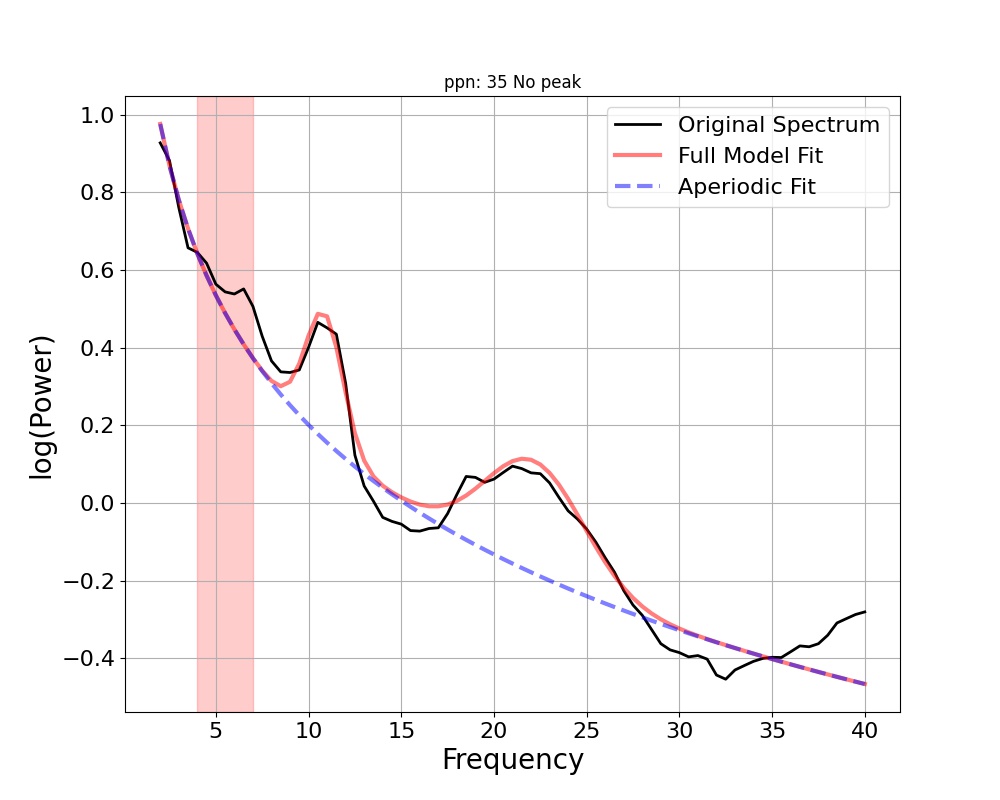 ppn: 35 No peak
Original Spectrum
Full Model Fit
Aperiodic Fit
log(Power)
1.0
0.8
0.6
0.4
0.2
0.0
−0.2
−0.4
5 10 15 20 25 30 35 40
Frequency